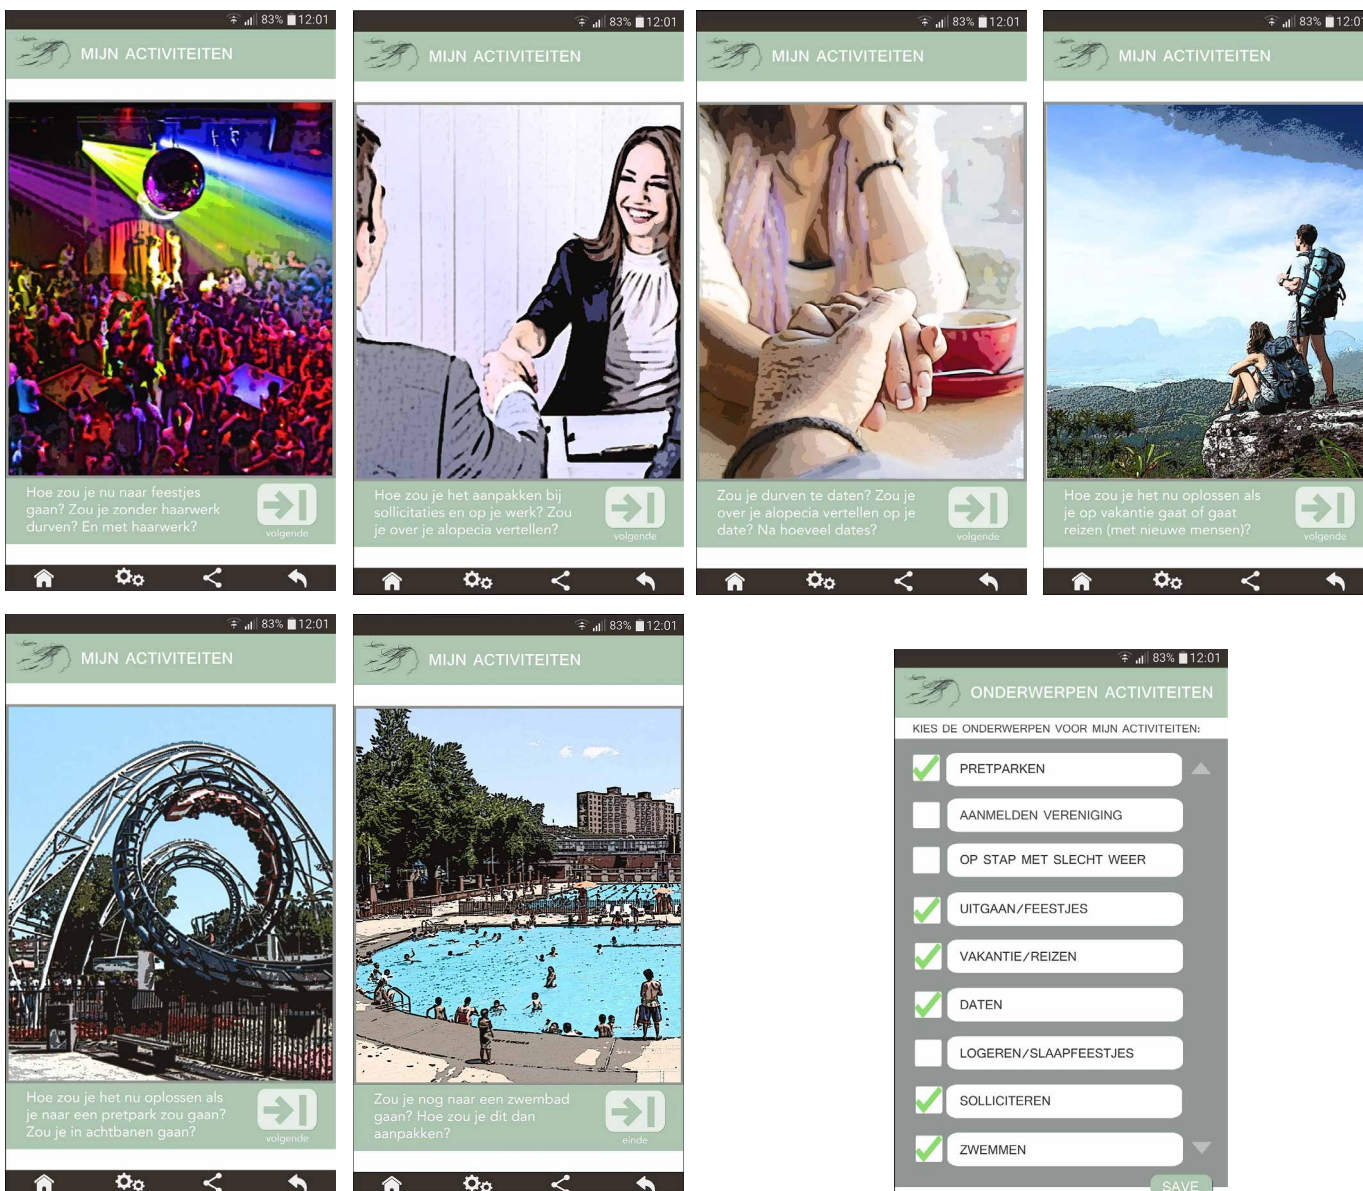 83% 12:01
MIJN ACTIVITEITEN
Hoe zou je nu naar feestjes
gaan? Zou je zonder haarwerk
durven? En met haarwerk?
volgende
83% 12:01
MIJN ACTIVITEITEN
Hoe zou je het aanpakken bij
sollicitaties en op je werk? Zou
je over je alopecia vertellen?
volgende
83% 12:01
MIJN ACTIVITEITEN
Zou je durven te daten? Zou je
over je alopecia vertellen op je
date? Na hoeveel dates?
volgende
83% 12:01
MIJN ACTIVITEITEN
Hoe zou je het nu oplossen als
je op vakantie gaat of gaat
reizen (met nieuwe mensen)?
volgende
83% 12:01
MIJN ACTIVITEITEN
Hoe zou je het nu oplossen als
je naar een pretpark zou gaan?
Zou je in achtbanen gaan?
volgende
83% 12:01
MIJN ACTIVITEITEN
Zou je nog naar een zwembad
gaan? Hoe zou je dit dan
aanpakken?
einde
83% 12:01
ONDERWERPEN ACTIVITEITEN
KIES DE ONDERWERPEN VOOR MIJN ACTIVITEITEN:
PRETPARKEN
AANMELDEN VERENIGING
OP STAP MET SLECHT WEER
UITGAAN/FEESTJES
VAKANTIE/REIZEN
DATEN
LOGEREN/SLAAPFEESTJES
SOLLICITEREN
ZWEMMEN
SAVE